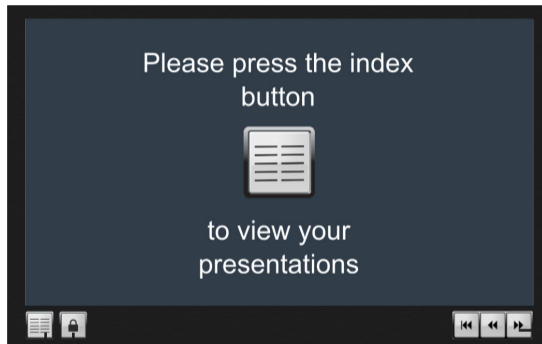 Please press the index
button
to view your
presentations